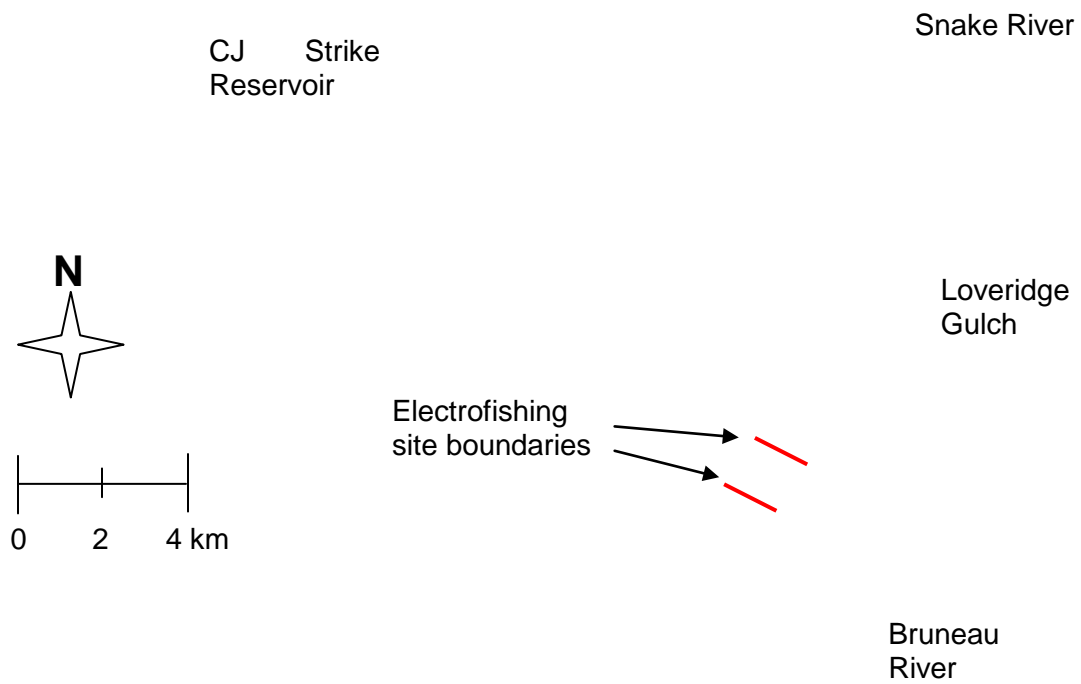 Snake River
CJ Strike
Reservoir
N
Loveridge
Gulch
Electrofishing
site boundaries
0 2 4 km
Bruneau
River